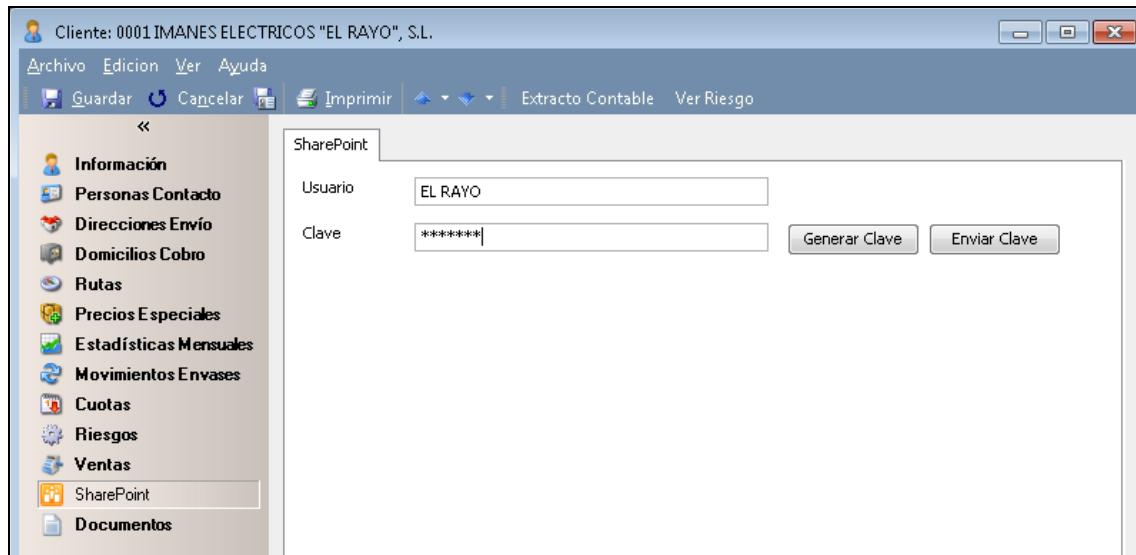 Cliente: 0001 IMANES ELECTRICOS "EL RAYO", S.L.
Archivo Edicion Ver Ayuda
Guardar Cancelar Imprimir Extracto Contable Ver Riesgo
«
Información
Personas Contacto
Direcciones Envío
Domicilios Cobro
Rutas
Precios Especiales
Estadísticas Mensuales
Movimientos Envases
Cuotas
Riesgos
Ventas
SharePoint
Documentos
SharePoint
Usuario EL RAYO
Clave ******* Generar Clave Enviar Clave